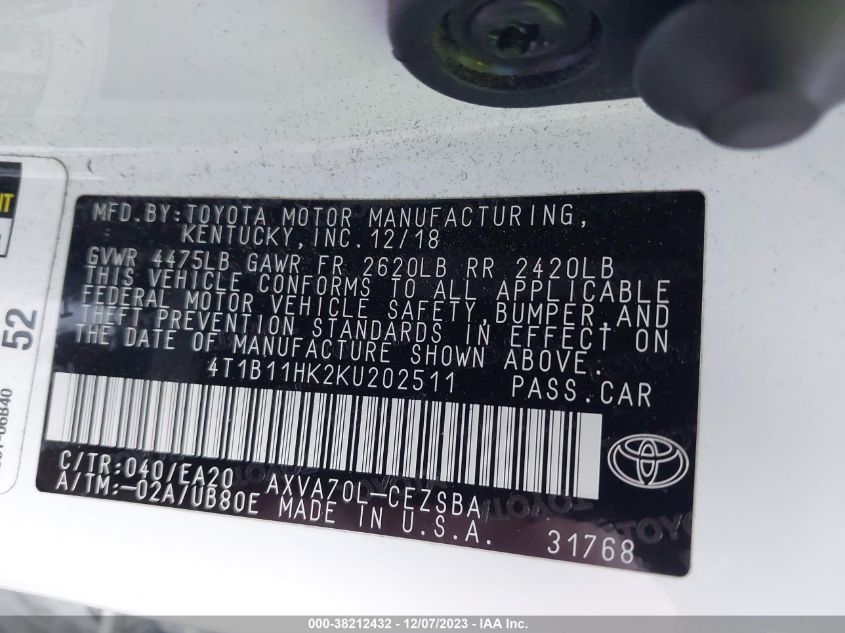 MFD.BY:TOYOTA MOTOR MANUFACTURING,
KENTUCKY,INC.12/18
GVWR 4475LB GAWR FR 2620LB RR 2420LB
THIS VEHICLE CONFORMS TO ALL APPLICABLE
FEDERAL MOTOR VEHICLE SAFETY,BUMPER,AND
THEFT PREVENTION STANDARDS IN EFFECT ON
THE DATE OF MANUFACTURE SHOWN ABOVE.
4T1B11HK2KU202511 PASS.CAR
C/TR:040/EA20 AXVA70L-CEZSBA
A/TM:-02A/UB80E MADE IN U.S.A.
31768
52
000-38212432 - 12/07/2023 - IAA Inc.